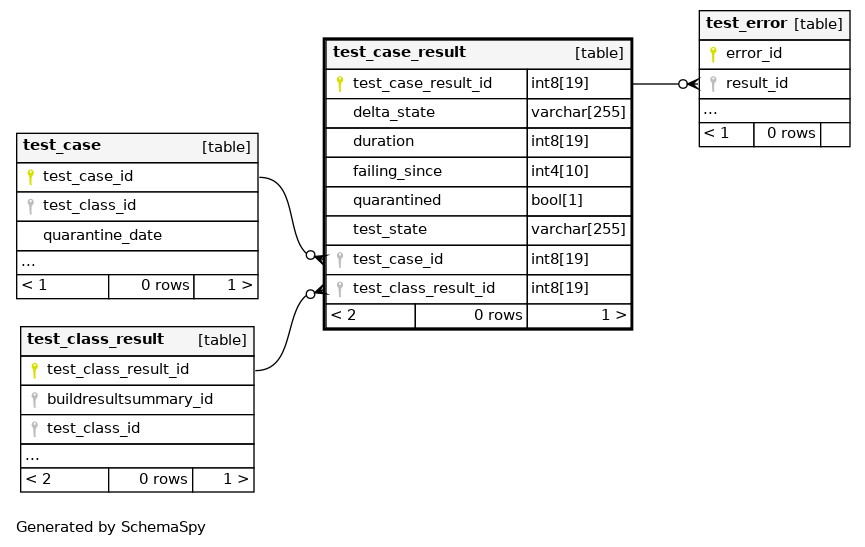 test_error [table]
error_id
result_id
...
< 1 0 rows
test_case_result [table]
test_case_result_id int8[19]
delta_state varchar[255]
duration int8[19]
failing_since int4[10]
quarantined bool[1]
test_state varchar[255]
test_case_id int8[19]
test_class_result_id int8[19]
< 2 0 rows 1 >
test_case [table]
test_case_id
test_class_id
quarantine_date
...
< 1 0 rows 1 >
test_class_result [table]
test_class_result_id
buildresultsummary_id
test_class_id
...
< 2 0 rows 1 >
Generated by SchemaSpy